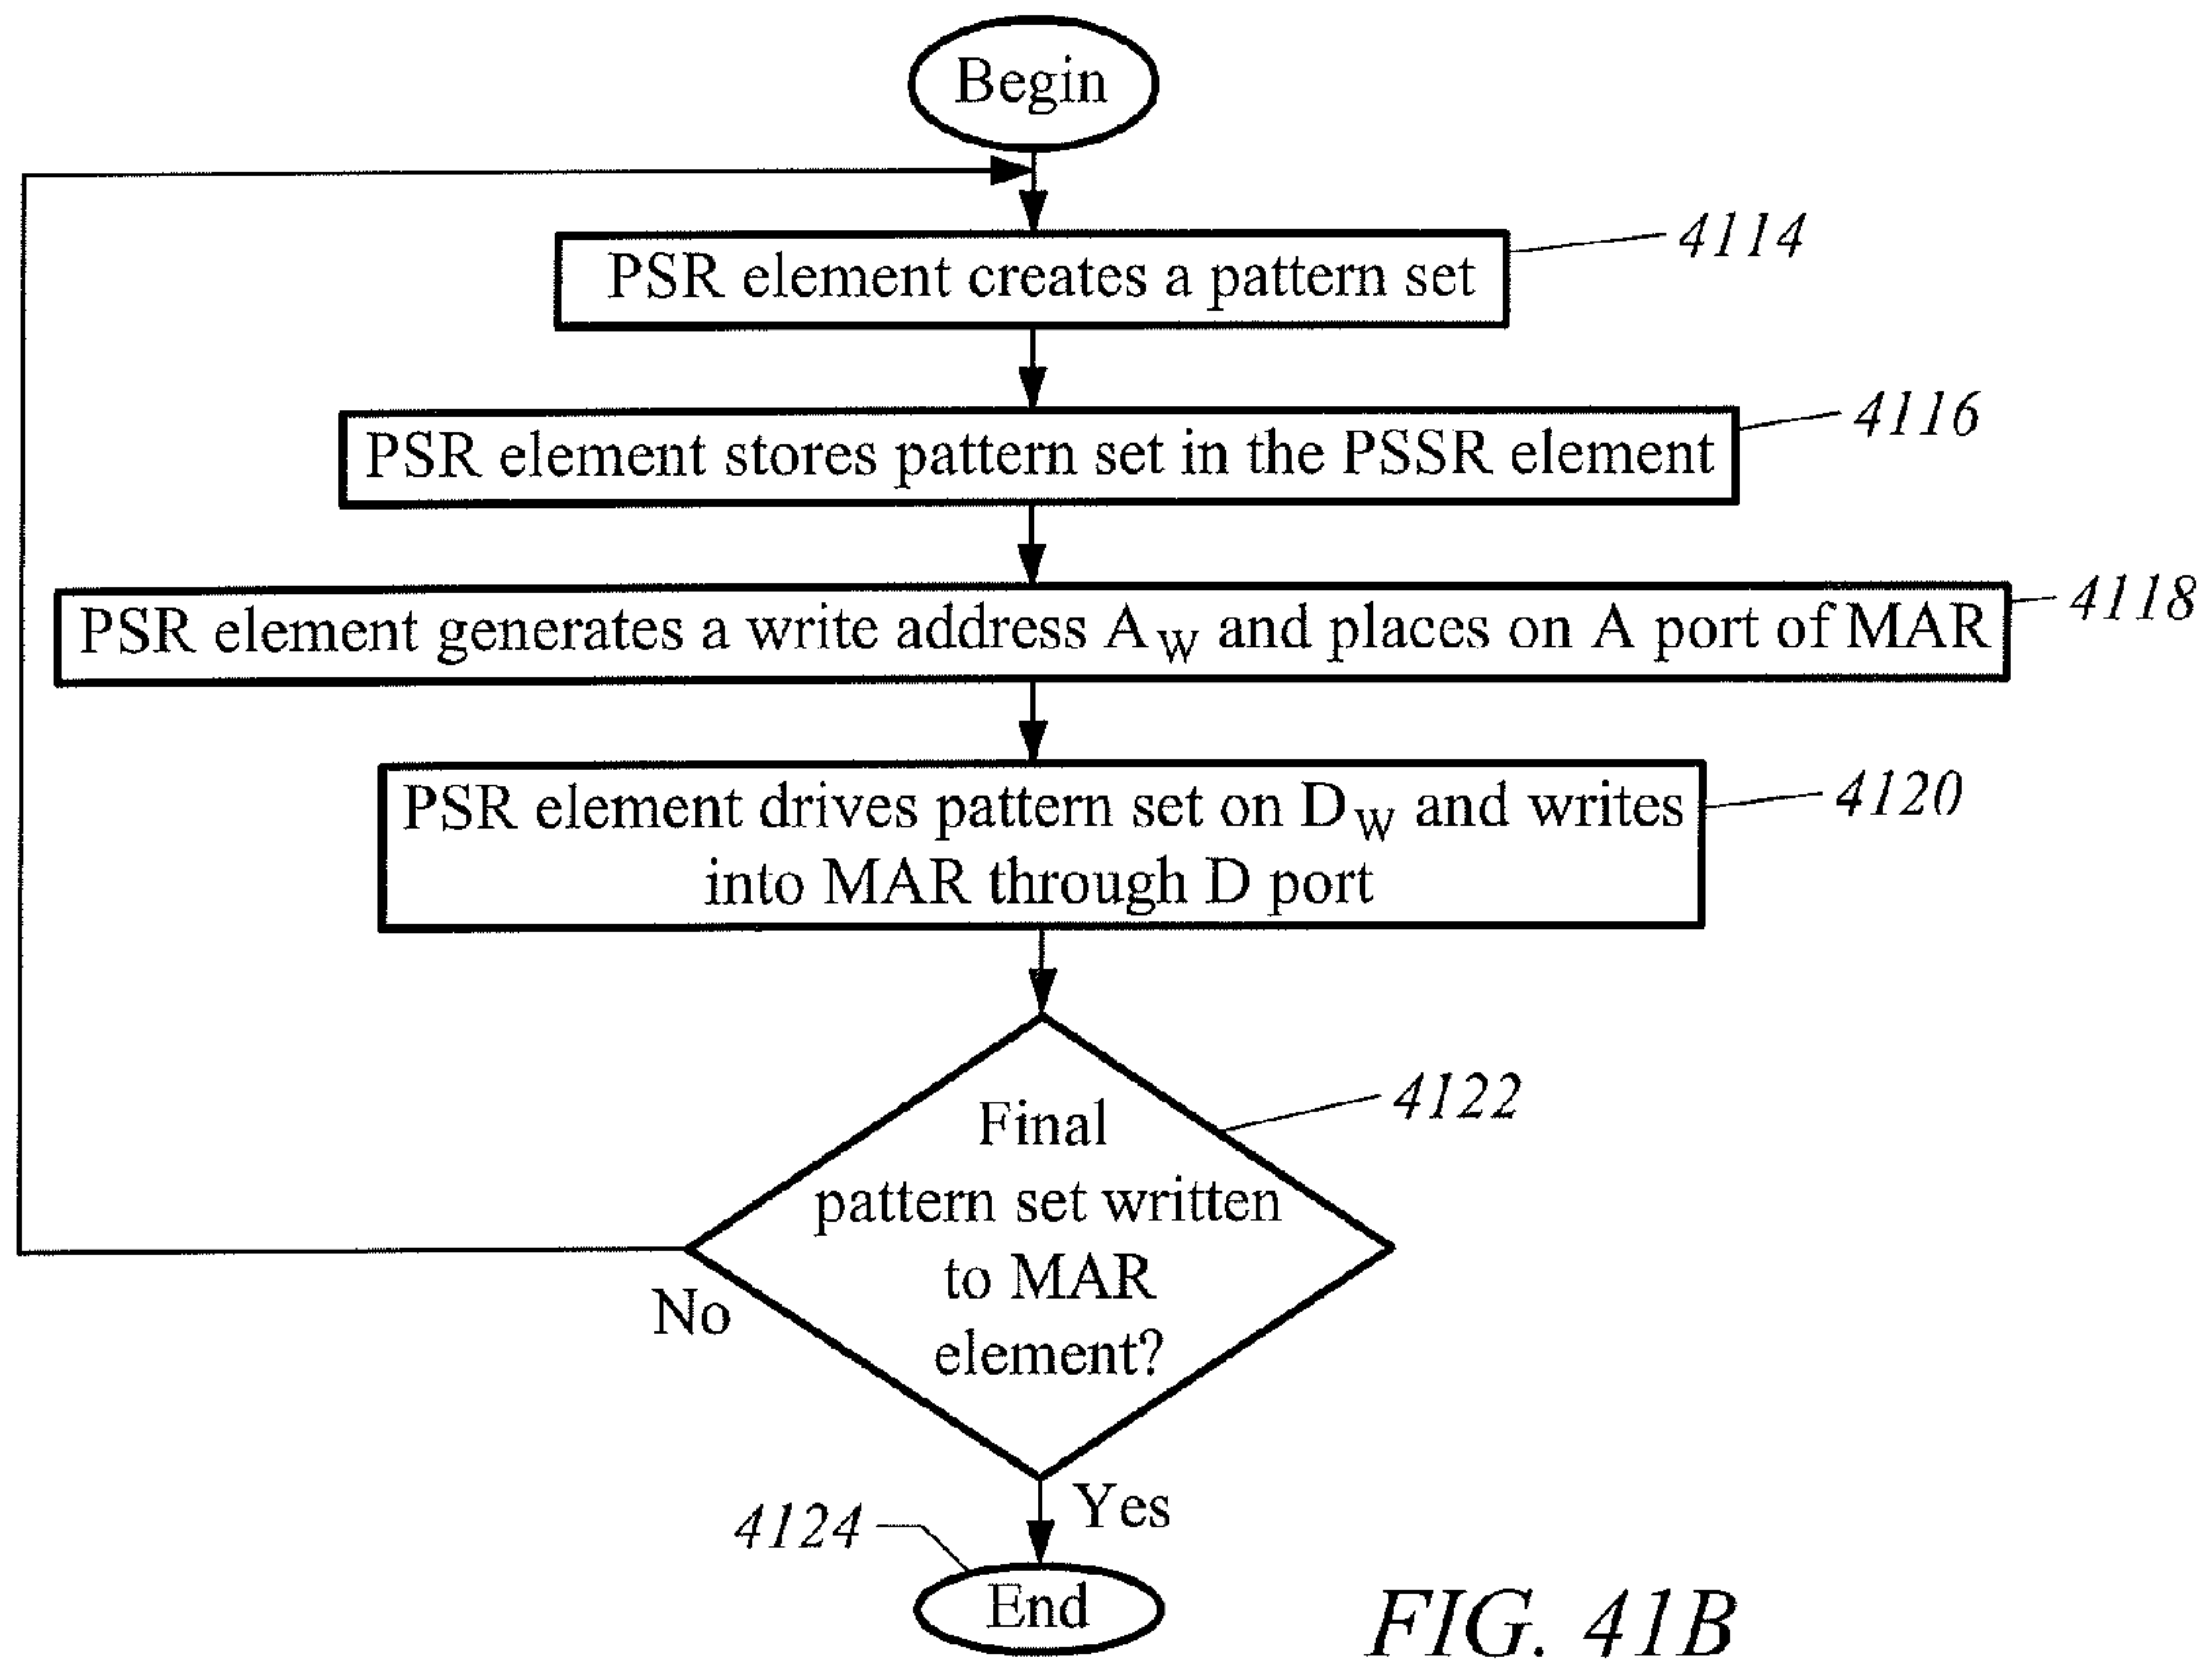 Begin
PSR element creates a pattern set
4114
PSR element stores pattern set in the PSSR element
4116
PSR element generates a write address AW and places on A port of MAR
4118
PSR element drives pattern set on DW and writes
into MAR through D port
4120
Final
pattern set written
to MAR
element?
4122
No
Yes
4124
End
FIG. 41B